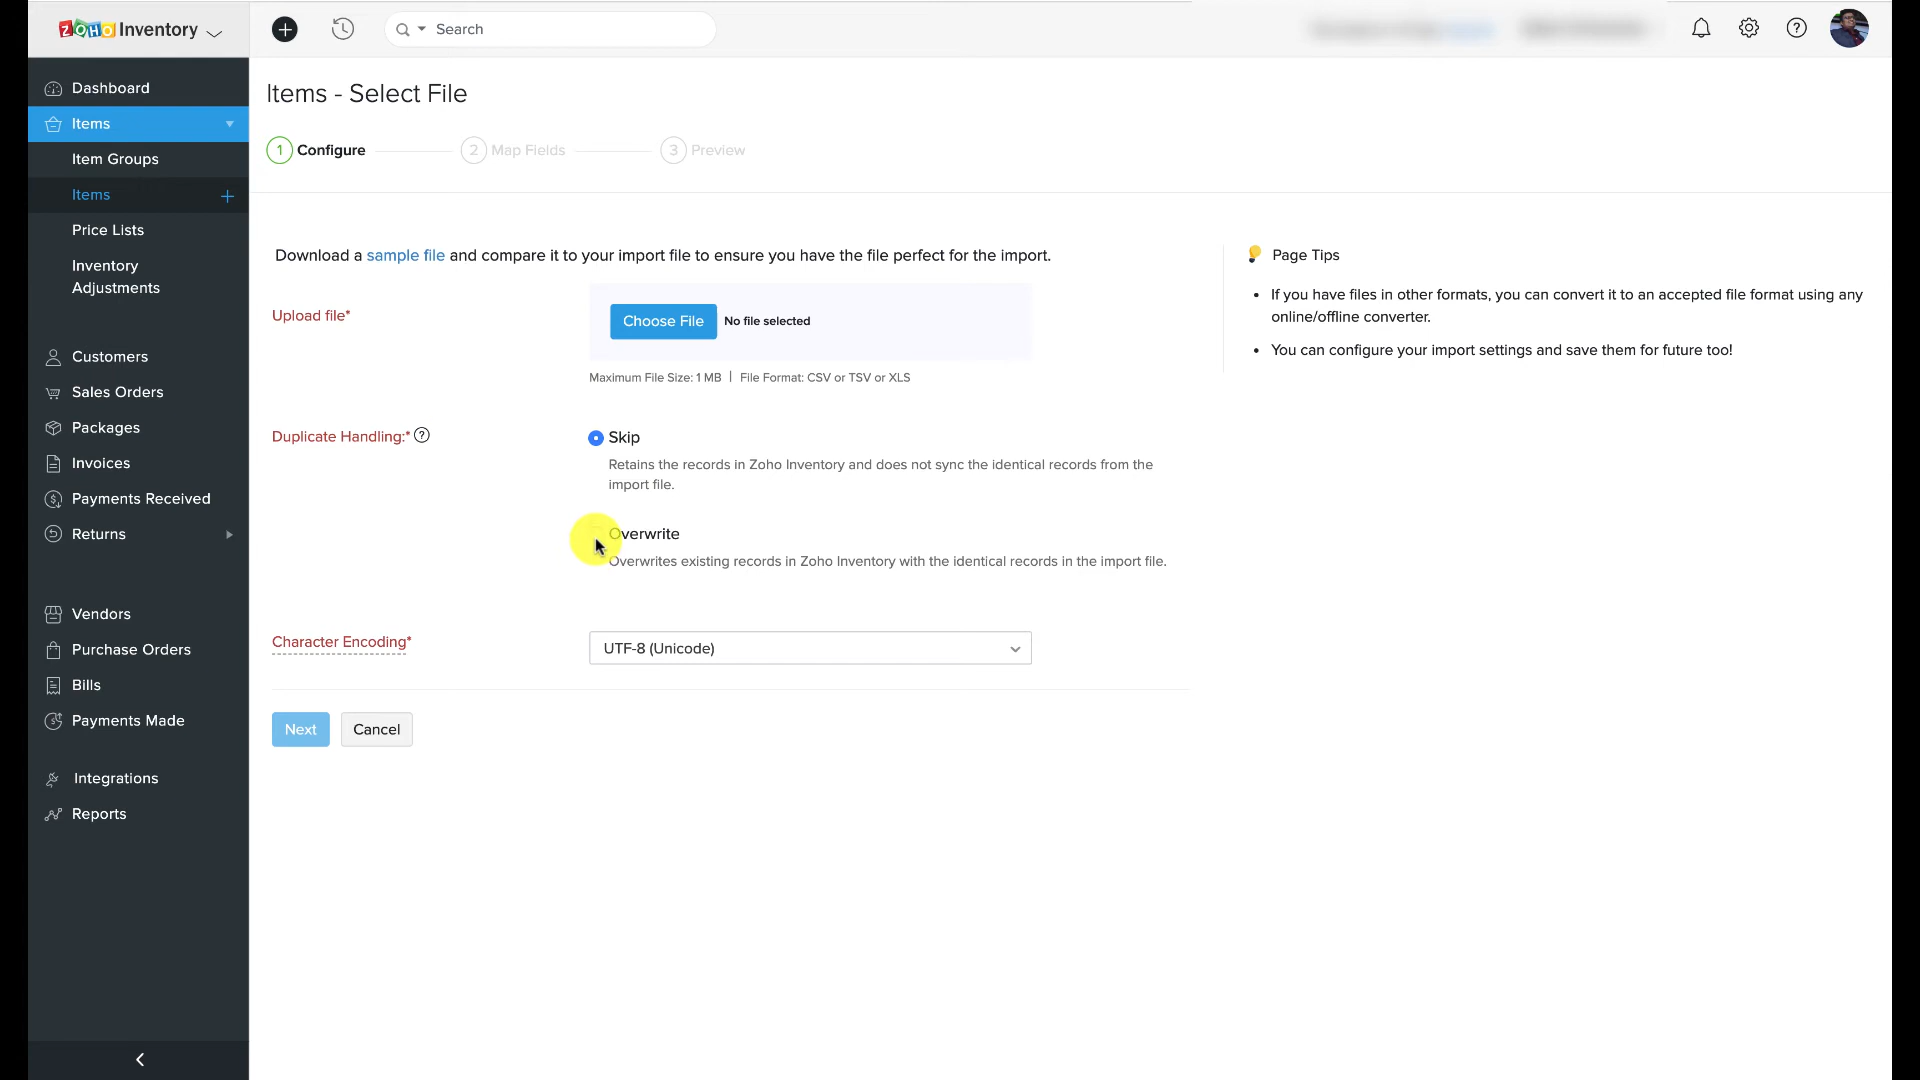 ZOHO Inventory
Search
Dashboard
Items
Item Groups
Items
Price Lists
Inventory
Adjustments
Customers
Sales Orders
Packages
Invoices
Payments Received
Returns
Vendors
Purchase Orders
Bills
Payments Made
Integrations
Reports
Items - Select File
1 Configure 2 Map Fields 3 Preview
Download a sample file and compare it to your import file to ensure you have the file perfect for the import.
Upload file*
Choose File No file selected
Maximum File Size: 1 MB | File Format: CSV or TSV or XLS
Duplicate Handling:* ?
Skip
Retains the records in Zoho Inventory and does not sync the identical records from the
import file.
Overwrite
Overwrites existing records in Zoho Inventory with the identical records in the import file.
Character Encoding*
UTF-8 (Unicode)
Next Cancel
Page Tips
• If you have files in other formats, you can convert it to an accepted file format using any
online/offline converter.
• You can configure your import settings and save them for future too!